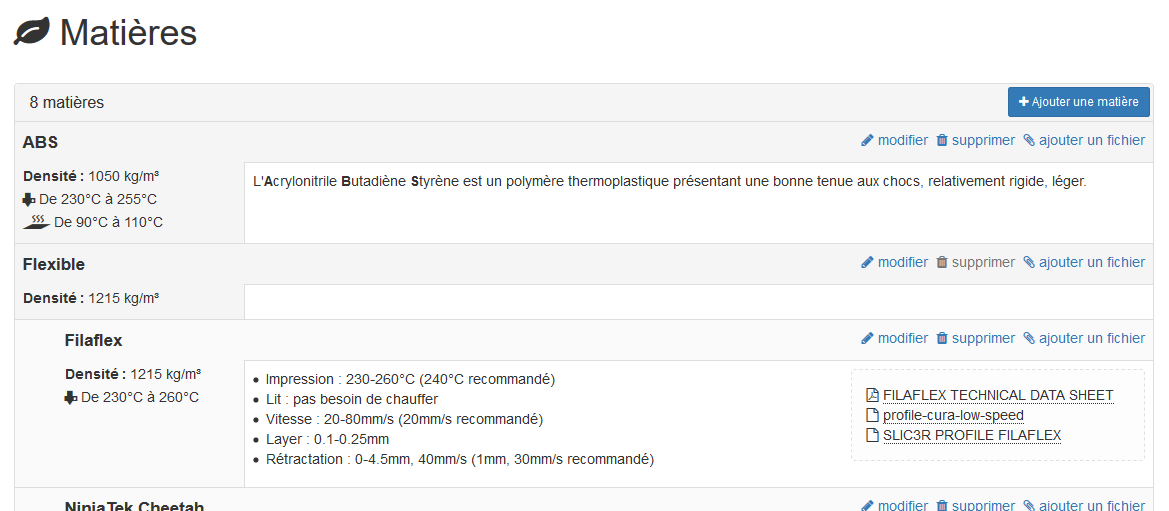 Matières
8 matières
Ajouter une matière
ABS
modifier supprimer ajouter un fichier
Densité : 1050 kg/m³
De 230°C à 255°C
De 90°C à 110°C
L'Acrylonitrile Butadiène Styrène est un polymère thermoplastique présentant une bonne tenue aux chocs, relativement rigide, léger.
Flexible
modifier supprimer ajouter un fichier
Densité : 1215 kg/m³
Filaflex
modifier supprimer ajouter un fichier
Densité : 1215 kg/m³
De 230°C à 260°C
Impression : 230-260°C (240°C recommandé)
Lit : pas besoin de chauffer
Vitesse : 20-80mm/s (20mm/s recommandé)
Layer : 0.1-0.25mm
Rétractation : 0-4.5mm, 40mm/s (1mm, 30mm/s recommandé)
FILAFLEX TECHNICAL DATA SHEET
profile-cura-low-speed
SLIC3R PROFILE FILAFLEX
NinjaTek Cheetah
modifier supprimer ajouter un fichier